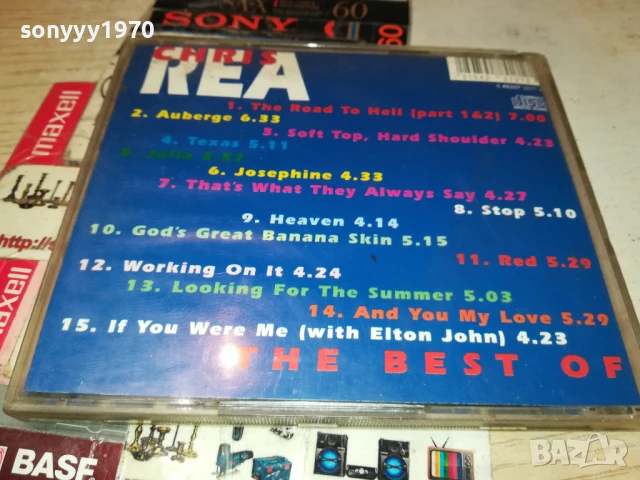 sonyyy1970
SONY
60
60
CHRIS
REA
1. The Road To Hell (part 1&2) 7.00
2. Auberge 6.33
3. Soft Top, Hard Shoulder 4.23
4. Texas 5.11
6. Josephine 4.33
7. That's What They Always Say 4.27
8. Stop 5.10
9. Heaven 4.14
10. God's Great Banana Skin 5.15
11. Red 5.29
12. Working On It 4.24
13. Looking For The Summer 5.03
14. And You My Love 5.29
15. If You Were Me (with Elton John) 4.23
THE BEST OF
maxell
http://s
maxell
BASF
BAZAR